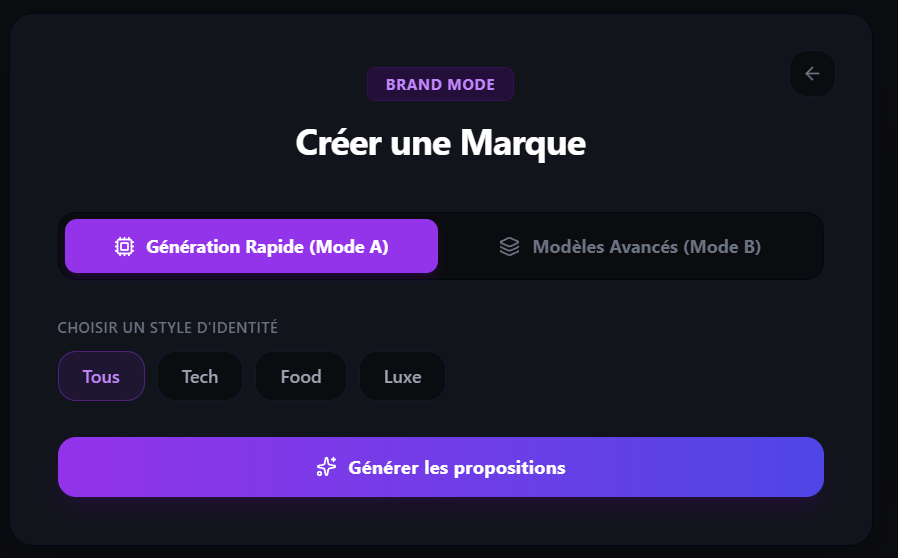 BRAND MODE
Créer une Marque
Génération Rapide (Mode A)
Modèles Avancés (Mode B)
CHOISIR UN STYLE D'IDENTITÉ
Tous
Tech
Food
Luxe
Générer les propositions